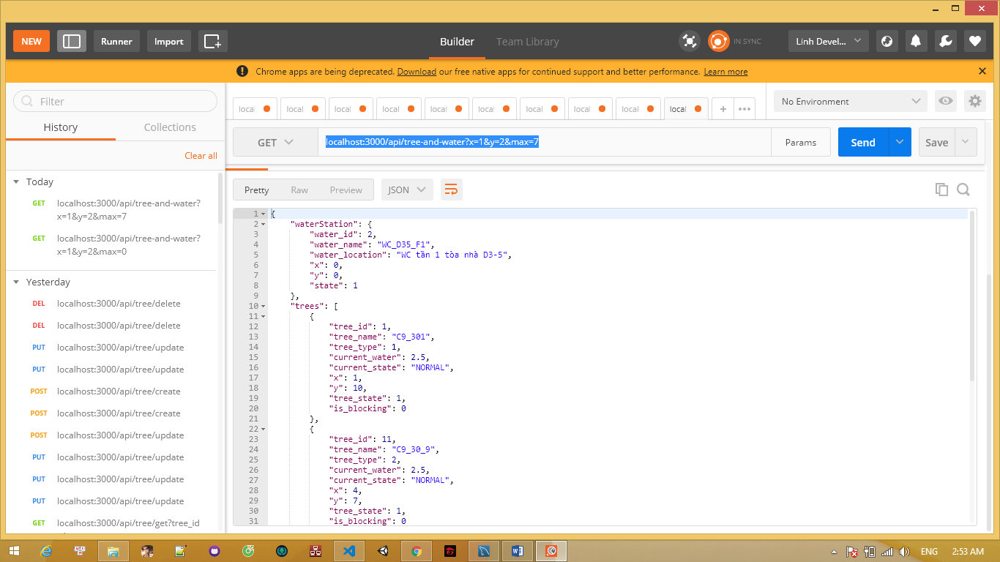 NEW
Runner
Import
Builder
Team Library
IN SYNC
Linh Devel...
Chrome apps are being deprecated. Download our free native apps for continued support and better performance. Learn more
Filter
History
Collections
Clear all
Today
GET localhost:3000/api/tree-and-water?
x=1&y=2&max=7
GET localhost:3000/api/tree-and-water?
x=1&y=2&max=0
Yesterday
DEL localhost:3000/api/tree/delete
DEL localhost:3000/api/tree/delete
PUT localhost:3000/api/tree/update
PUT localhost:3000/api/tree/update
POST localhost:3000/api/tree/create
POST localhost:3000/api/tree/create
POST localhost:3000/api/tree/update
PUT localhost:3000/api/tree/update
PUT localhost:3000/api/tree/update
PUT localhost:3000/api/tree/update
GET localhost:3000/api/tree/get?tree_id
local local local local local local local local local local + •••
No Environment
GET
localhost:3000/api/tree-and-water?x=1&y=2&max=7
Params
Send
Save
Pretty
Raw
Preview
JSON
1 {
2 "waterStation": {
3 "water_id": 2,
4 "water_name": "WC_D35_F1",
5 "water_location": "WC tần 1 tòa nhà D3-5",
6 "x": 0,
7 "y": 0,
8 "state": 1
9 },
10 "trees": [
11 {
12 "tree_id": 1,
13 "tree_name": "C9_301",
14 "tree_type": 1,
15 "current_water": 2.5,
16 "current_state": "NORMAL",
17 "x": 1,
18 "y": 10,
19 "tree_state": 1,
20 "is_blocking": 0
21 },
22 {
23 "tree_id": 11,
24 "tree_name": "C9_30_9",
25 "tree_type": 2,
26 "current_water": 2.5,
27 "current_state": "NORMAL",
28 "x": 4,
29 "y": 7,
30 "tree_state": 1,
31 "is_blocking": 0
ENG
2:53 AM